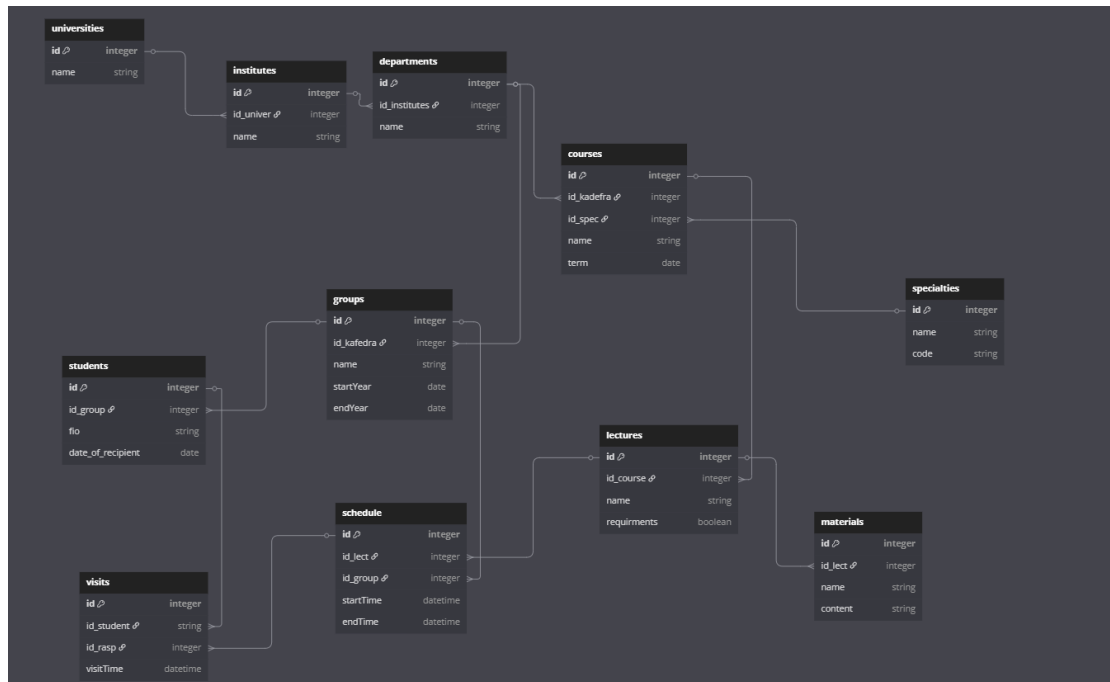 universities
id integer
name string
institutes
id integer
id_univer integer
name string
departments
id integer
id_institutes integer
name string
courses
id integer
id_kadefra integer
id_spec integer
name string
term date
specialties
id integer
name string
code string
groups
id integer
id_kafedra integer
name string
startYear date
endYear date
students
id integer
id_group integer
fio string
date_of_recipient date
lectures
id integer
id_course integer
name string
requirments boolean
schedule
id integer
id_lect integer
id_group integer
startTime datetime
endTime datetime
materials
id integer
id_lect integer
name string
content string
visits
id integer
id_student string
id_rasp integer
visitTime datetime